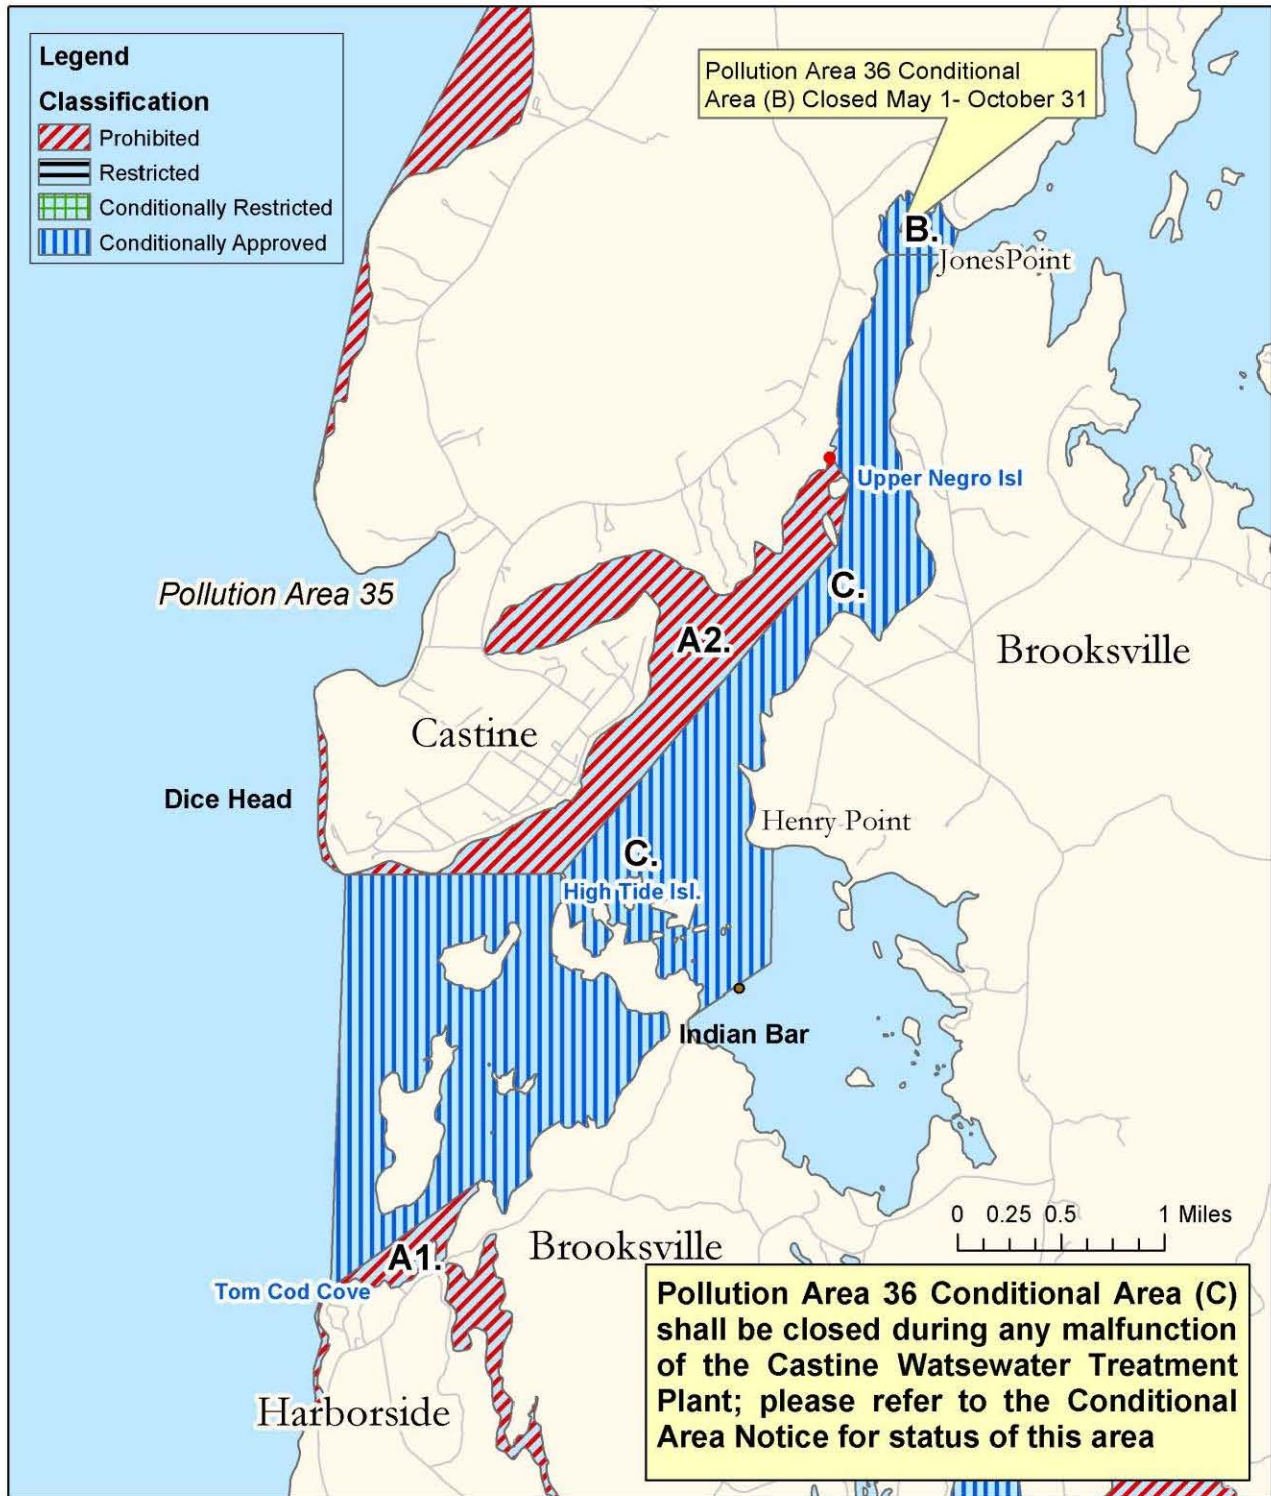 Legend
Classification
Prohibited
Restricted
Conditionally Restricted
Conditionally Approved
Pollution Area 36 Conditional
Area (B) Closed May 1- October 31
B.
JonesPoint
Upper Negro Isl
Pollution Area 35
C.
A2.
Brooksville
Castine
Dice Head
Henry Point
C.
High Tide Isl.
Indian Bar
0 0.25 0.5 1 Miles
Brooksville
A1.
Tom Cod Cove
Harborside
Pollution Area 36 Conditional Area (C)
shall be closed during any malfunction
of the Castine Watsewater Treatment
Plant; please refer to the Conditional
Area Notice for status of this area